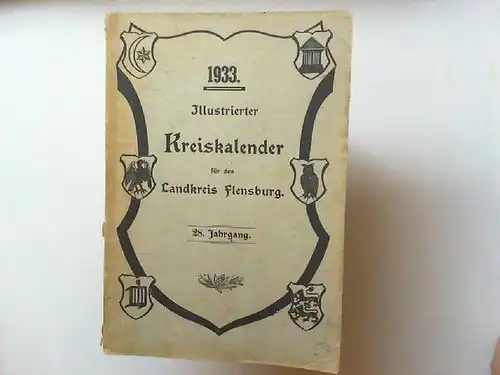 1933.
Illustrierter
Kreiskalender
für den
Landkreis Flensburg.
28. Jahrgang.